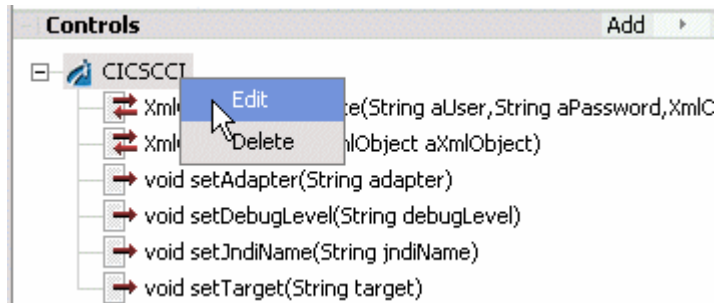 Controls Add
CICSCCI
Edit
Xml e(String aUser,String aPassword,XmlO
Delete
Xml lObject aXmlObject)
void setAdapter(String adapter)
void setDebugLevel(String debugLevel)
void setJndiName(String jndiName)
void setTarget(String target)